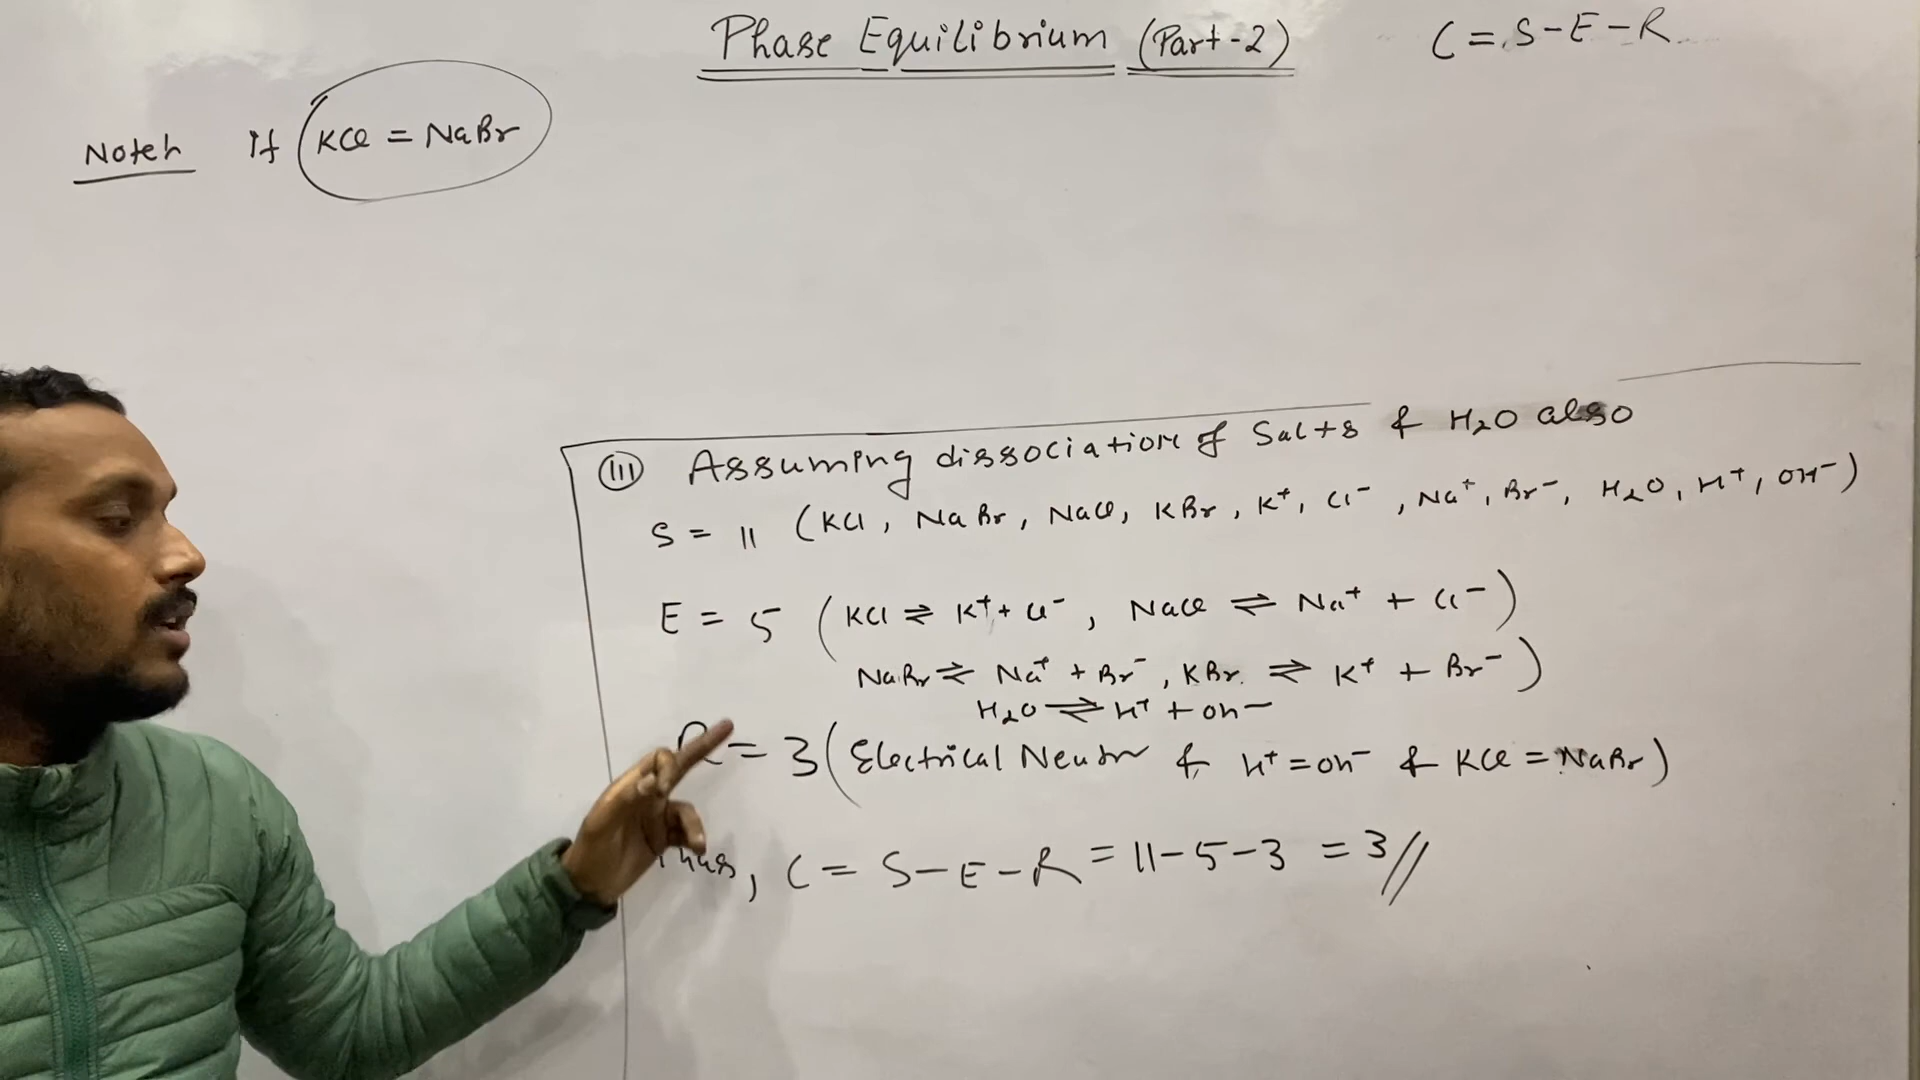 Phase Equilibrium (Part-2)
C = S-E-R
Noteh If KCl = NaBr
(III) Assuming dissociation of Salts & H2O also
S = 11 (KCl, NaBr, NaCl, KBr, K+, Cl-, Na+, Br-, H2O, H+, OH-)
E = 5 (KCl ⇌ K+ + Cl-, NaCl ⇌ Na+ + Cl-)
NaBr ⇌ Na+ + Br-, KBr ⇌ K+ + Br-)
H2O ⇌ H+ + OH-
R = 3 (Electrical Neutr & H+ = OH- & KCl = NaBr)
Thus, C = S-E-R = 11-5-3 = 3//